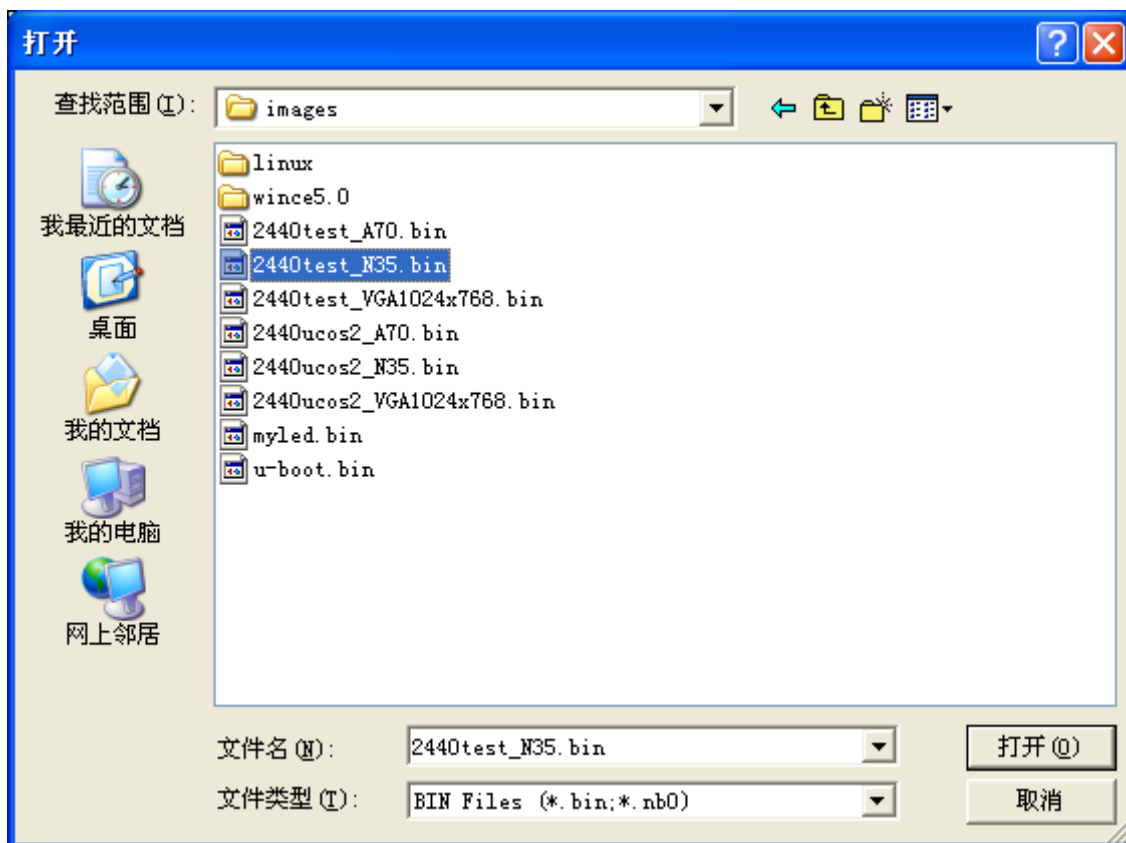 打开
查找范围(I):
images
我最近的文档
桌面
我的文档
我的电脑
网上邻居
linux
wince5.0
2440test_A70.bin
2440test_N35.bin
2440test_VGA1024x768.bin
2440ucos2_A70.bin
2440ucos2_N35.bin
2440ucos2_VGA1024x768.bin
myled.bin
u-boot.bin
文件名(N):
2440test_N35.bin
打开(O)
文件类型(T):
BIN Files (*.bin;*.nb0)
取消